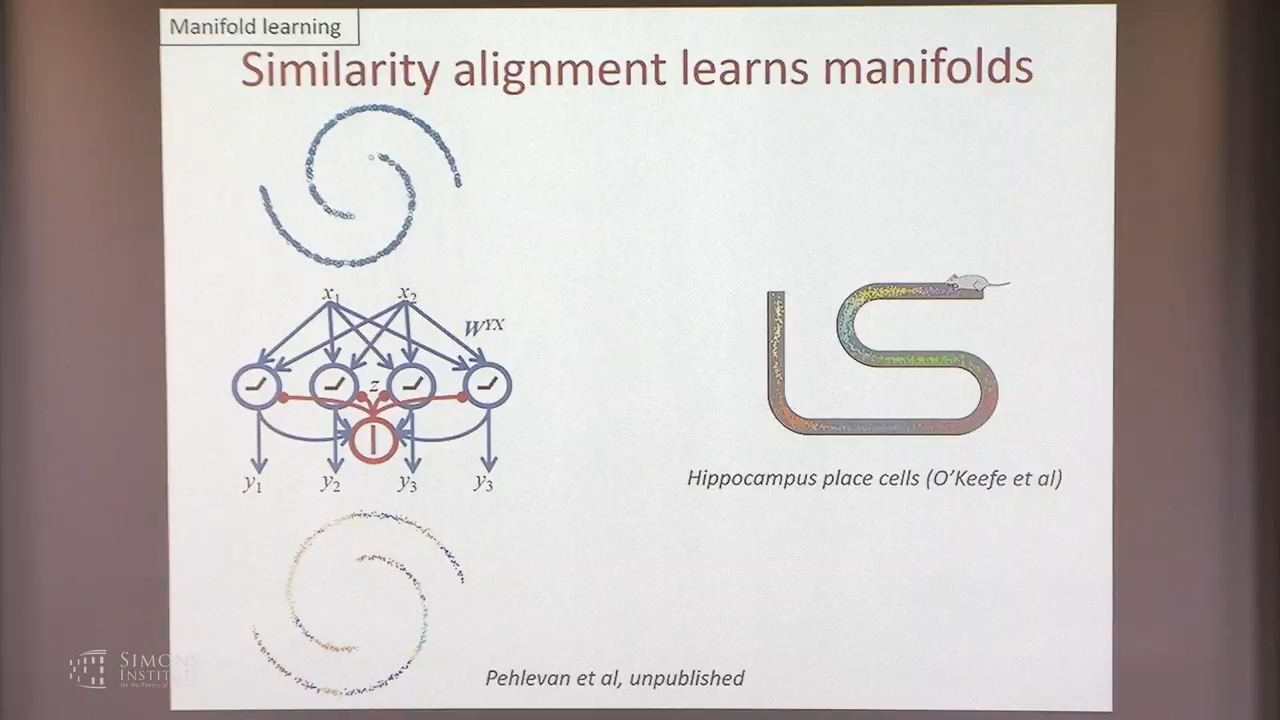 Manifold learning
Similarity alignment learns manifolds
x1 x2
WYX
z
y1 y2 y3 y3
Hippocampus place cells (O'Keefe et al)
Pehlevan et al, unpublished
SIMONS
INSTITUTE